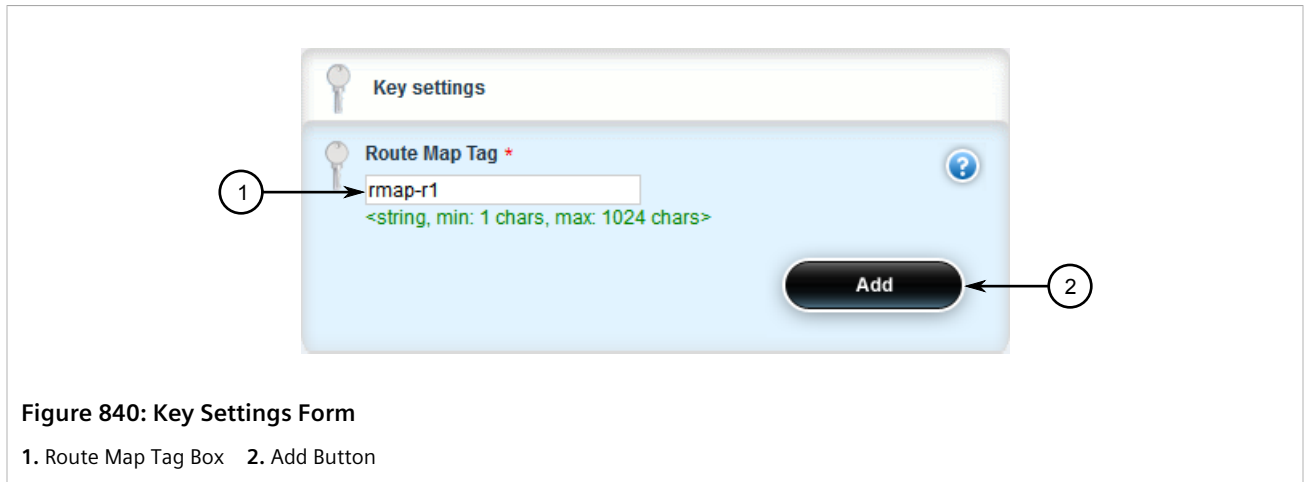 Key settings
Route Map Tag *
1
rmap-r1
<string, min: 1 chars, max: 1024 chars>
?
Add
2
Figure 840: Key Settings Form
1. Route Map Tag Box 2. Add Button